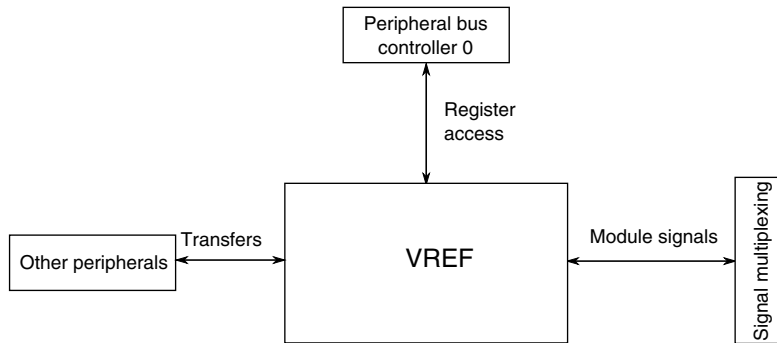 Peripheral bus
controller 0
Register
access
Transfers
Other peripherals
VREF
Module signals
Signal multiplexing